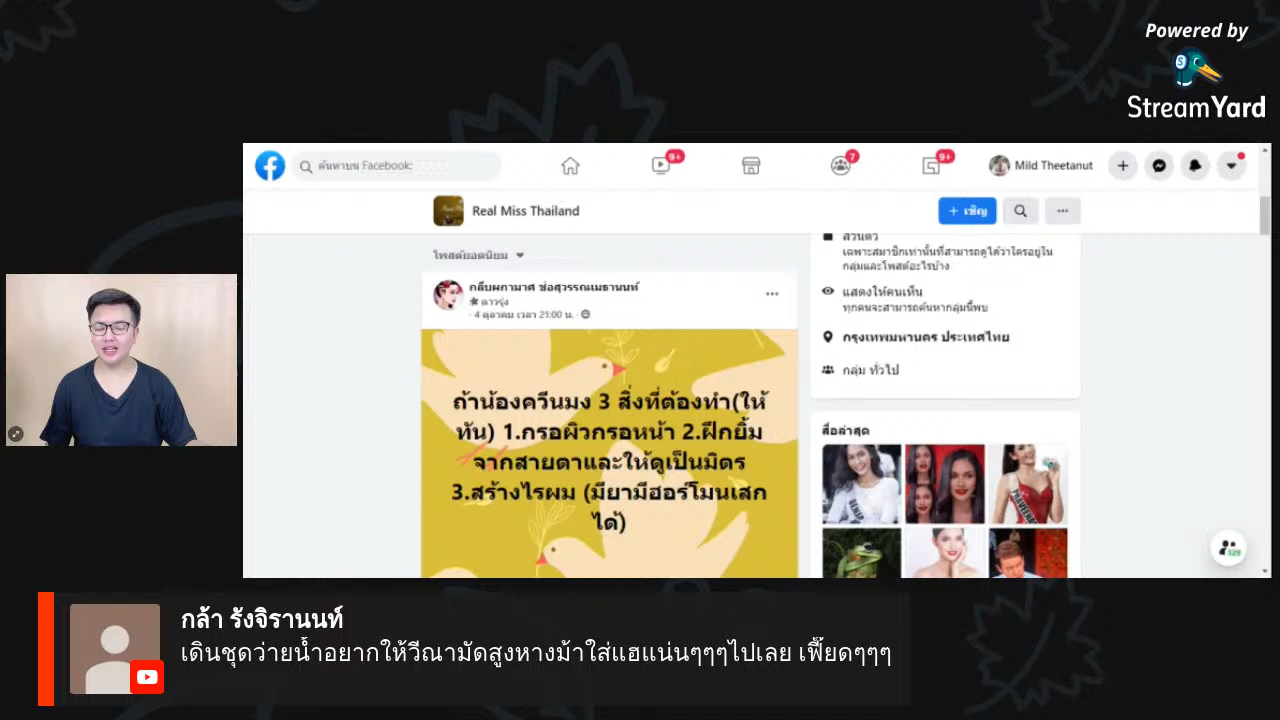 Powered by
StreamYard
ค้นหาบน Facebook
9+
7
9+
Mild Theetanut
Real Miss Thailand
+ เชิญ
โพสต์ยอดนิยม
ส่วนตัว
เฉพาะสมาชิกเท่านั้นที่สามารถดูได้ว่าใครอยู่ใน
กลุ่มและโพสต์อะไรบ้าง
กลีบผกามาศ ช่อสุวรรณเมธานนท์
ดาวรุ่ง
· 4 ตุลาคม เวลา 21:00 น. ·
แสดงให้คนเห็น
ทุกคนจะสามารถค้นหากลุ่มนี้พบ
กรุงเทพมหานคร ประเทศไทย
กลุ่ม ทั่วไป
ถ้าน้องควีนมง 3 สิ่งที่ต้องทำ(ให้
ทัน) 1.กรอผิวกรอหน้า 2.ฝึกยิ้ม
จากสายตาและให้ดูเป็นมิตร
3.สร้างไรผม (มียามีฮอร์โมนเสก
ได้)
สื่อล่าสุด
129
กล้า รังจิรานนท์
เดินชุดว่ายน้ำอยากให้วีณามัดสูงหางม้าใส่แฮแน่นๆๆๆไปเลย เฟี๊ยดๆๆๆ